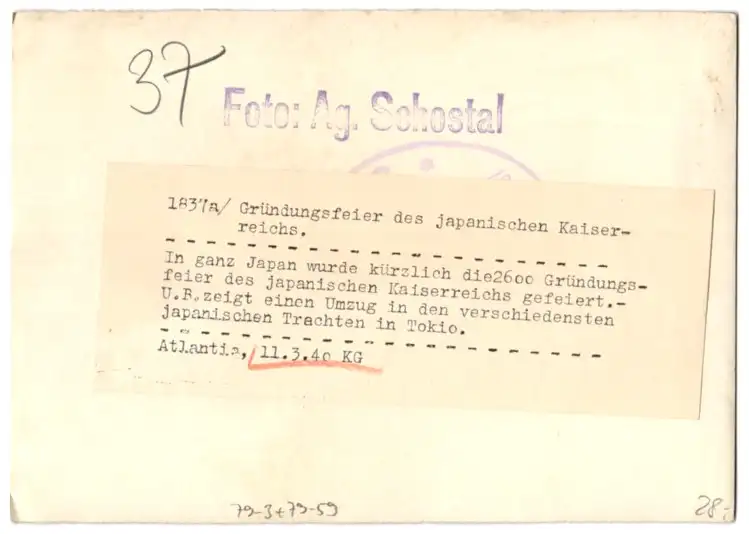 37
Foto: Ag. Schostal
1837a/ Gründungsfeier des japanischen Kaiser-
reichs.
In ganz Japan wurde kürzlich die2600 Gründungs-
feier des japanischen Kaiserreichs gefeiert.-
U.B.zeigt einen Umzug in den verschiedensten
japanischen Trachten in Tokio.
Atlantia, 11.3.40 KG
79-3+79-59
28.-